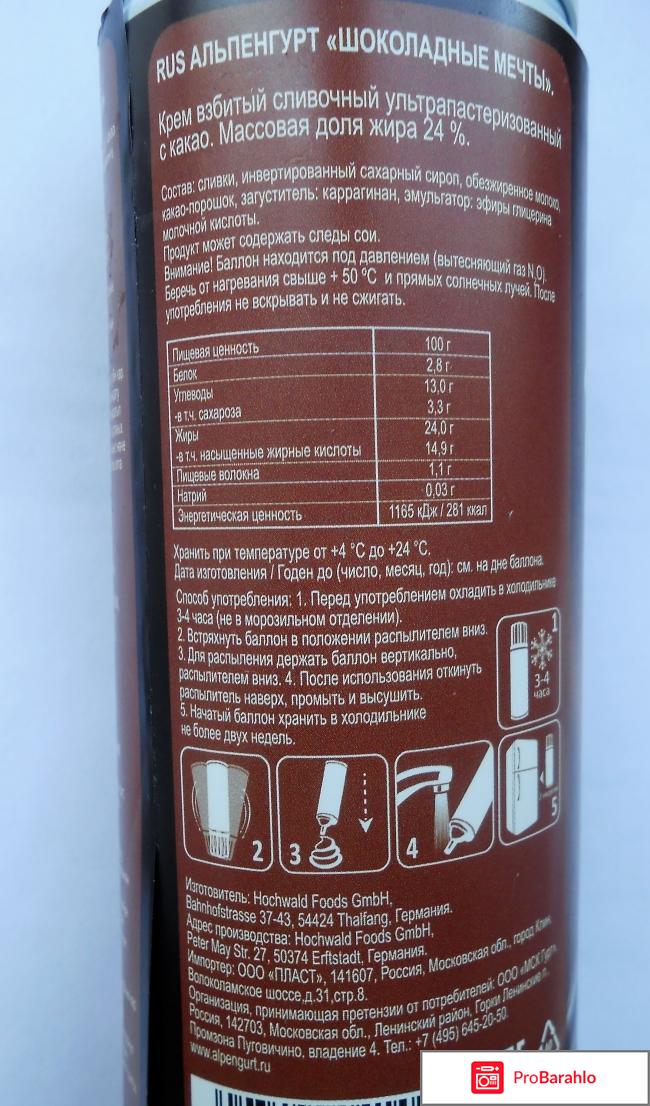 RUS АЛЬПЕНГУРТ «ШОКОЛАДНЫЕ МЕЧТЫ».
Крем взбитый сливочный ультрапастеризованный
с какао. Массовая доля жира 24 %.
Состав: сливки, инвертированный сахарный сироп, обезжиренное молоко,
какао-порошок, загуститель: каррагинан, эмульгатор: эфиры глицерина
молочной кислоты.
Продукт может содержать следы сои.
Внимание! Баллон находится под давлением (вытесняющий газ N₂O).
Беречь от нагревания свыше + 50 °C и прямых солнечных лучей. После
употребления не вскрывать и не сжигать.
Пищевая ценность 100 г
Белок 2,8 г
Углеводы 13,0 г
-в т.ч. сахароза 3,3 г
Жиры 24,0 г
-в т.ч. насыщенные жирные кислоты 14,9 г
Пищевые волокна 1,1 г
Натрий 0,03 г
Энергетическая ценность 1165 кДж / 281 ккал
Хранить при температуре от +4 °C до +24 °C.
Дата изготовления / Годен до (число, месяц, год): см. на дне баллона.
Способ употребления: 1. Перед употреблением охладить в холодильнике
3-4 часа (не в морозильном отделении).
2. Встряхнуть баллон в положении распылителем вниз.
3. Для распыления держать баллон вертикально,
распылителем вниз. 4. После использования откинуть
распылитель наверх, промыть и высушить.
5. Начатый баллон хранить в холодильнике
не более двух недель.
1
3-4
часа
2
3
4
5
Изготовитель: Hochwald Foods GmbH,
Bahnhofstrasse 37-43, 54424 Thalfang, Германия.
Адрес производства: Hochwald Foods GmbH,
Peter May Str. 27, 50374 Erftstadt, Германия.
Импортер: ООО «ПЛАСТ», 141607, Россия, Московская обл., город Клин,
Волоколамское шоссе,д.31,стр.8.
Организация, принимающая претензии от потребителей: ООО «МСК Гурт»,
Россия, 142703, Московская обл., Ленинский район, Горки Ленинские п.,
Промзона Пуговичино, владение 4. Тел.: +7 (495) 645-20-50.
www.alpengurt.ru
ProBarahlo